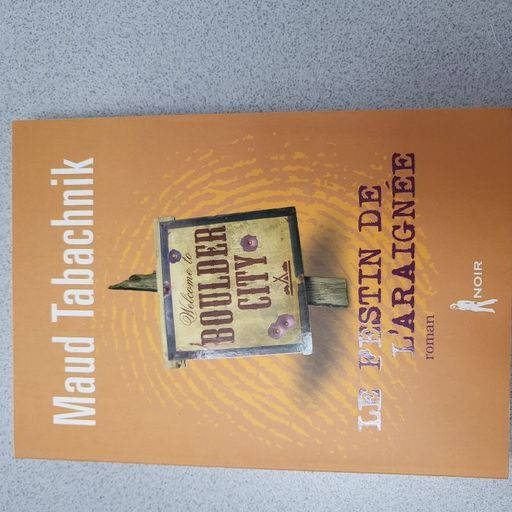 Maud Tabachnik
Welcome to
BOULDER
CITY
LE FESTIN DE
L'ARAIGNÉE
roman
NOIR